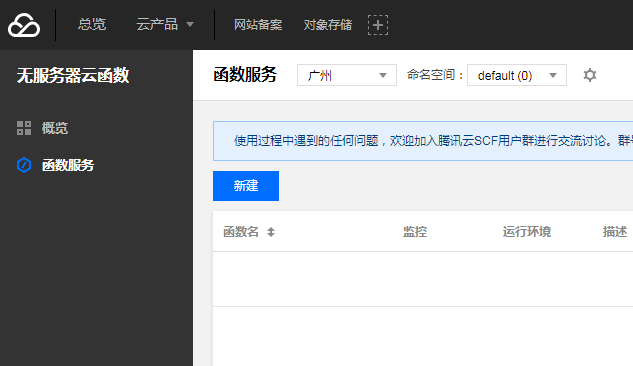 总览 云产品 网站备案 对象存储
无服务器云函数
函数服务 广州 命名空间： default (0)
概览
函数服务
使用过程中遇到的任何问题，欢迎加入腾讯云SCF用户群进行交流讨论。群
新建
函数名 监控 运行环境 描述